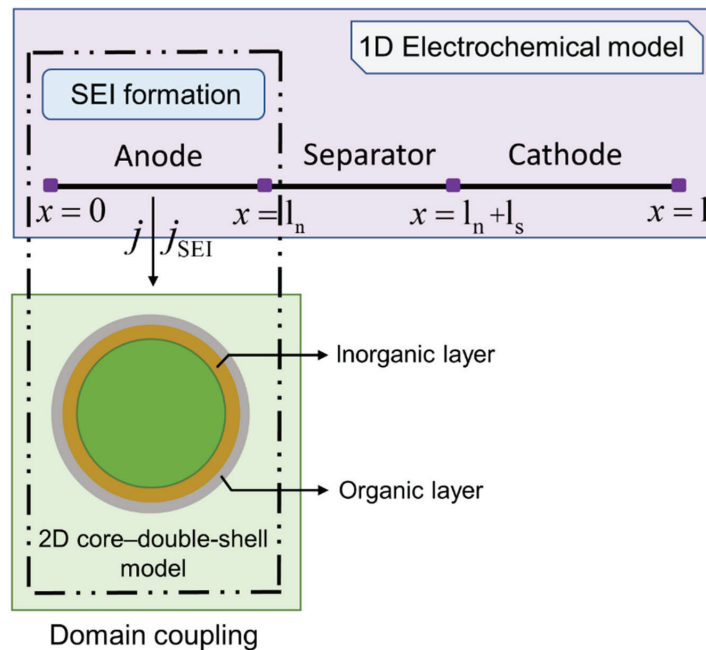 1D Electrochemical model
SEI formation
Anode Separator Cathode
x = 0 x = lₙ x = lₙ +lₛ x = l
j j_SEI
Inorganic layer
Organic layer
2D core–double-shell
model
Domain coupling